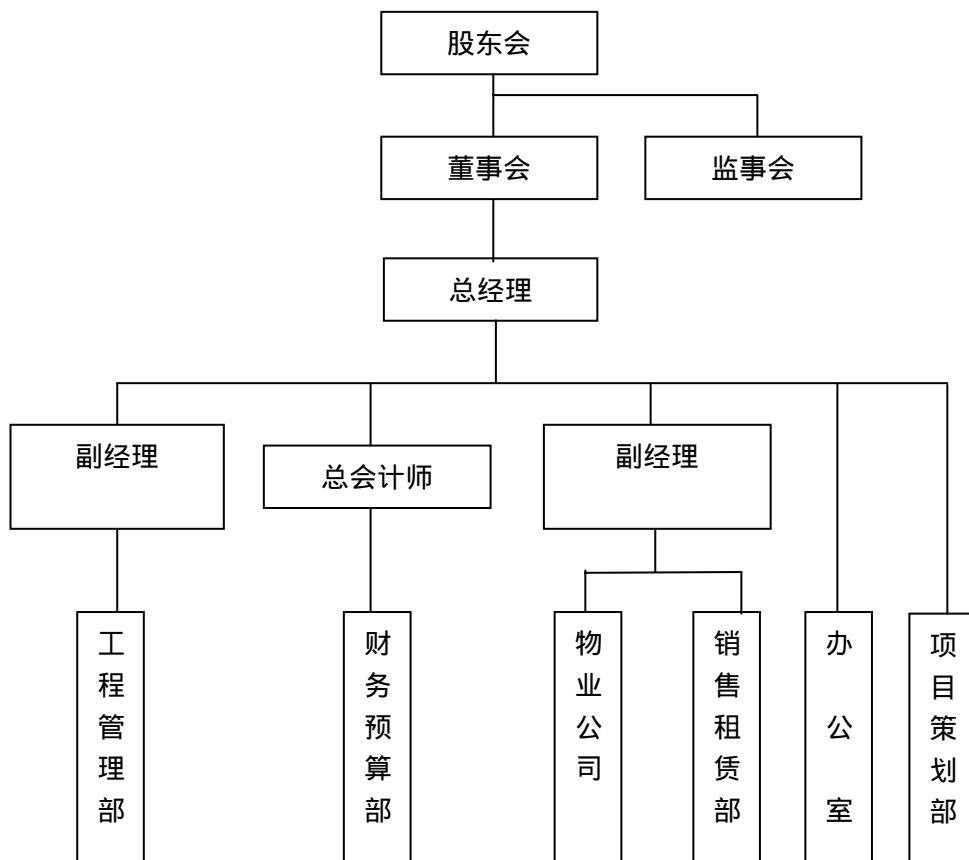 股东会
董事会
监事会
总经理
副经理
总会计师
副经理
工程管理部
财务预算部
物业公司
销售租赁部
办公室
项目策划部